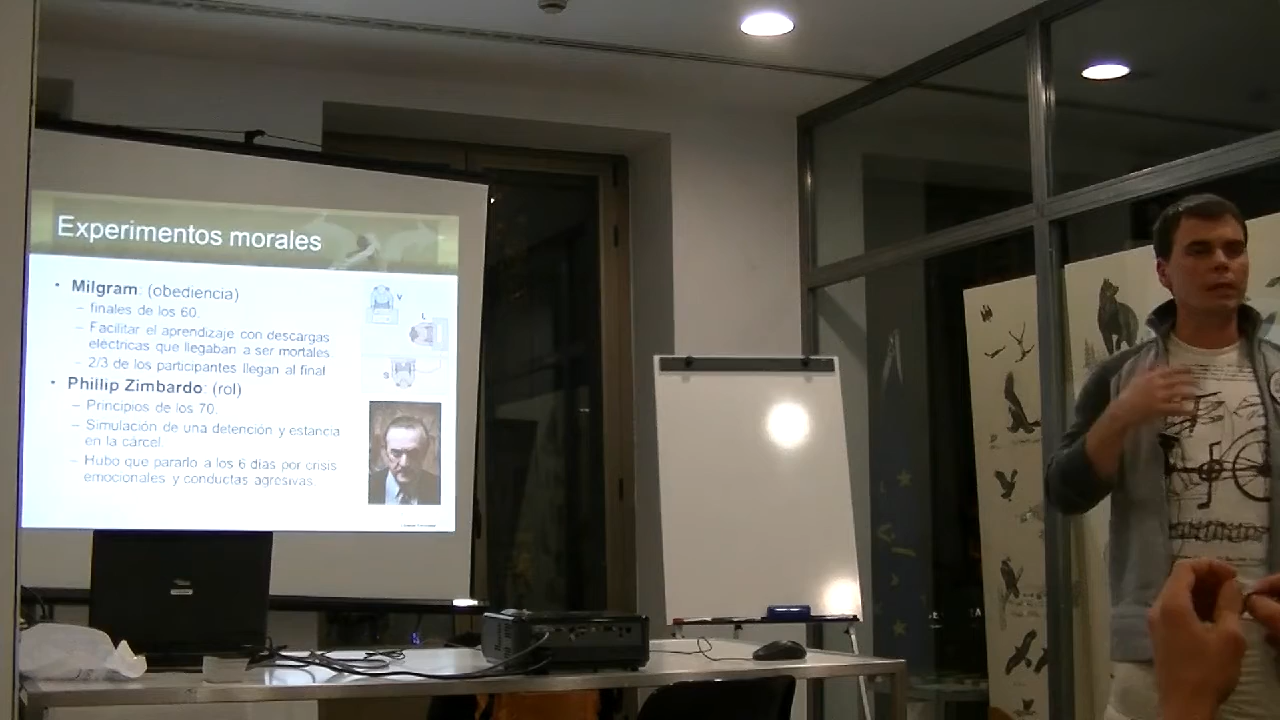 Experimentos morales
• Milgram: (obediencia)
– finales de los 60.
– Facilitar el aprendizaje con descargas
eléctricas que llegaban a ser mortales
– 2/3 de los participantes llegan al final
• Phillip Zimbardo: (rol)
– Principios de los 70.
– Simulación de una detención y estancia
en la cárcel.
– Hubo que pararlo a los 6 días por crisis
emocionales y conductas agresivas.
V
L
S